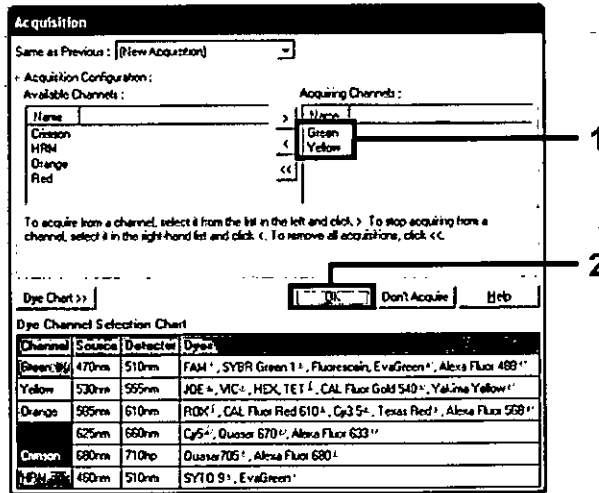 Acquisition
Same as Previous : (New Acquisition)
Acquisition Configuration :
Available Channels :
Acquiring Channels :
Name
Name
Crimson
HRM
Orange
Red
>
<
<<
Green
Yellow
1
To acquire from a channel, select it from the list in the left and click, >. To stop acquiring from a
channel, select it in the right-hand list and click <. To remove all acquisitions, click <<.
2
Dye Chart >>
OK
Don't Acquire
Help
Dye Channel Selection Chart
Channel Source Detector Dyes
Green 470nm 510nm FAM , SYBR Green 1 , Fluorescein, EvaGreen , Alexa Fluor 488
Yellow 530nm 555nm JOE , VIC , HEX, TET , CAL Fluor Gold 540 , Yakima Yellow
Orange 585nm 610nm ROX , CAL Fluor Red 610 , Cy3.5 , Texas Red , Alexa Fluor 568
625nm 660nm Cy5 , Quasar 670 , Alexa Fluor 633
Crimson 680nm 710hp Quasar705 , Alexa Fluor 680
HRM 460nm 510nm SYTO 9 , EvaGreen